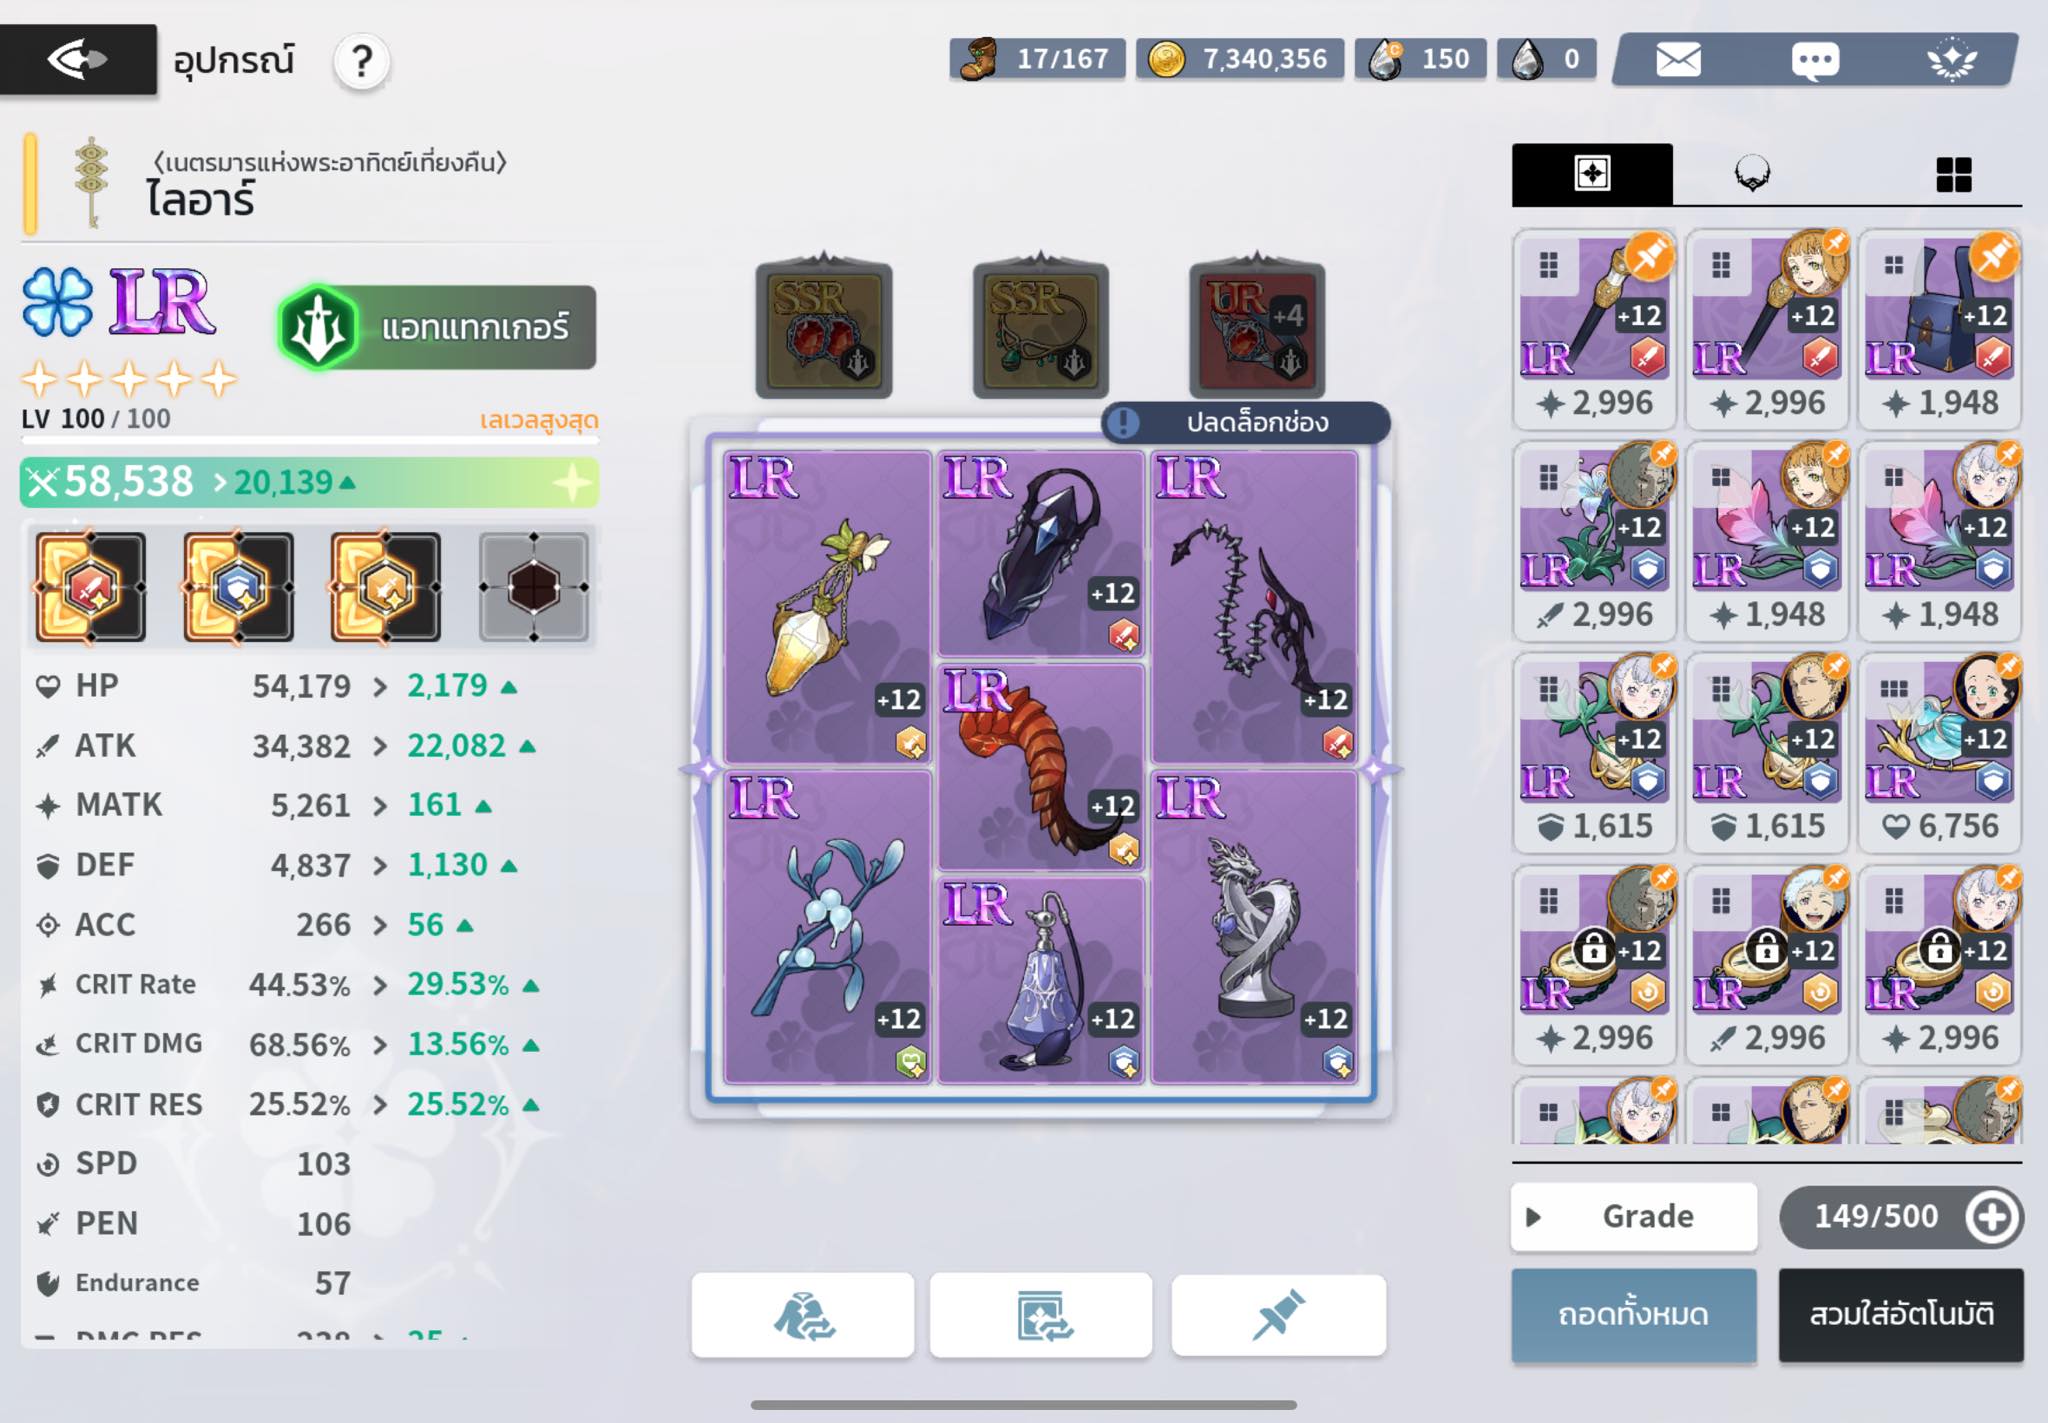 อุปกรณ์
?
17/167
7,340,356
C
150
0
〈เนตรมารแห่งพระอาทิตย์เที่ยงคืน〉
ไลอาร์
LR
แอทแทกเกอร์
LV 100 / 100
เลเวลสูงสุด
58,538 > 20,139
HP 54,179 > 2,179
ATK 34,382 > 22,082
MATK 5,261 > 161
DEF 4,837 > 1,130
ACC 266 > 56
CRIT Rate 44.53% > 29.53%
CRIT DMG 68.56% > 13.56%
CRIT RES 25.52% > 25.52%
SPD 103
PEN 106
Endurance 57
SSR
SSR
UR +4
ปลดล็อกช่อง
LR LR LR
+12
+12 +12
LR
+12
LR LR
LR
+12 +12 +12
+12 +12 +12
LR LR LR
2,996 2,996 1,948
+12 +12 +12
LR LR LR
2,996 1,948 1,948
+12 +12 +12
LR LR LR
1,615 1,615 6,756
+12 +12 +12
LR LR LR
2,996 2,996 2,996
Grade
149/500
ถอดทั้งหมด
สวมใส่อัตโนมัติ